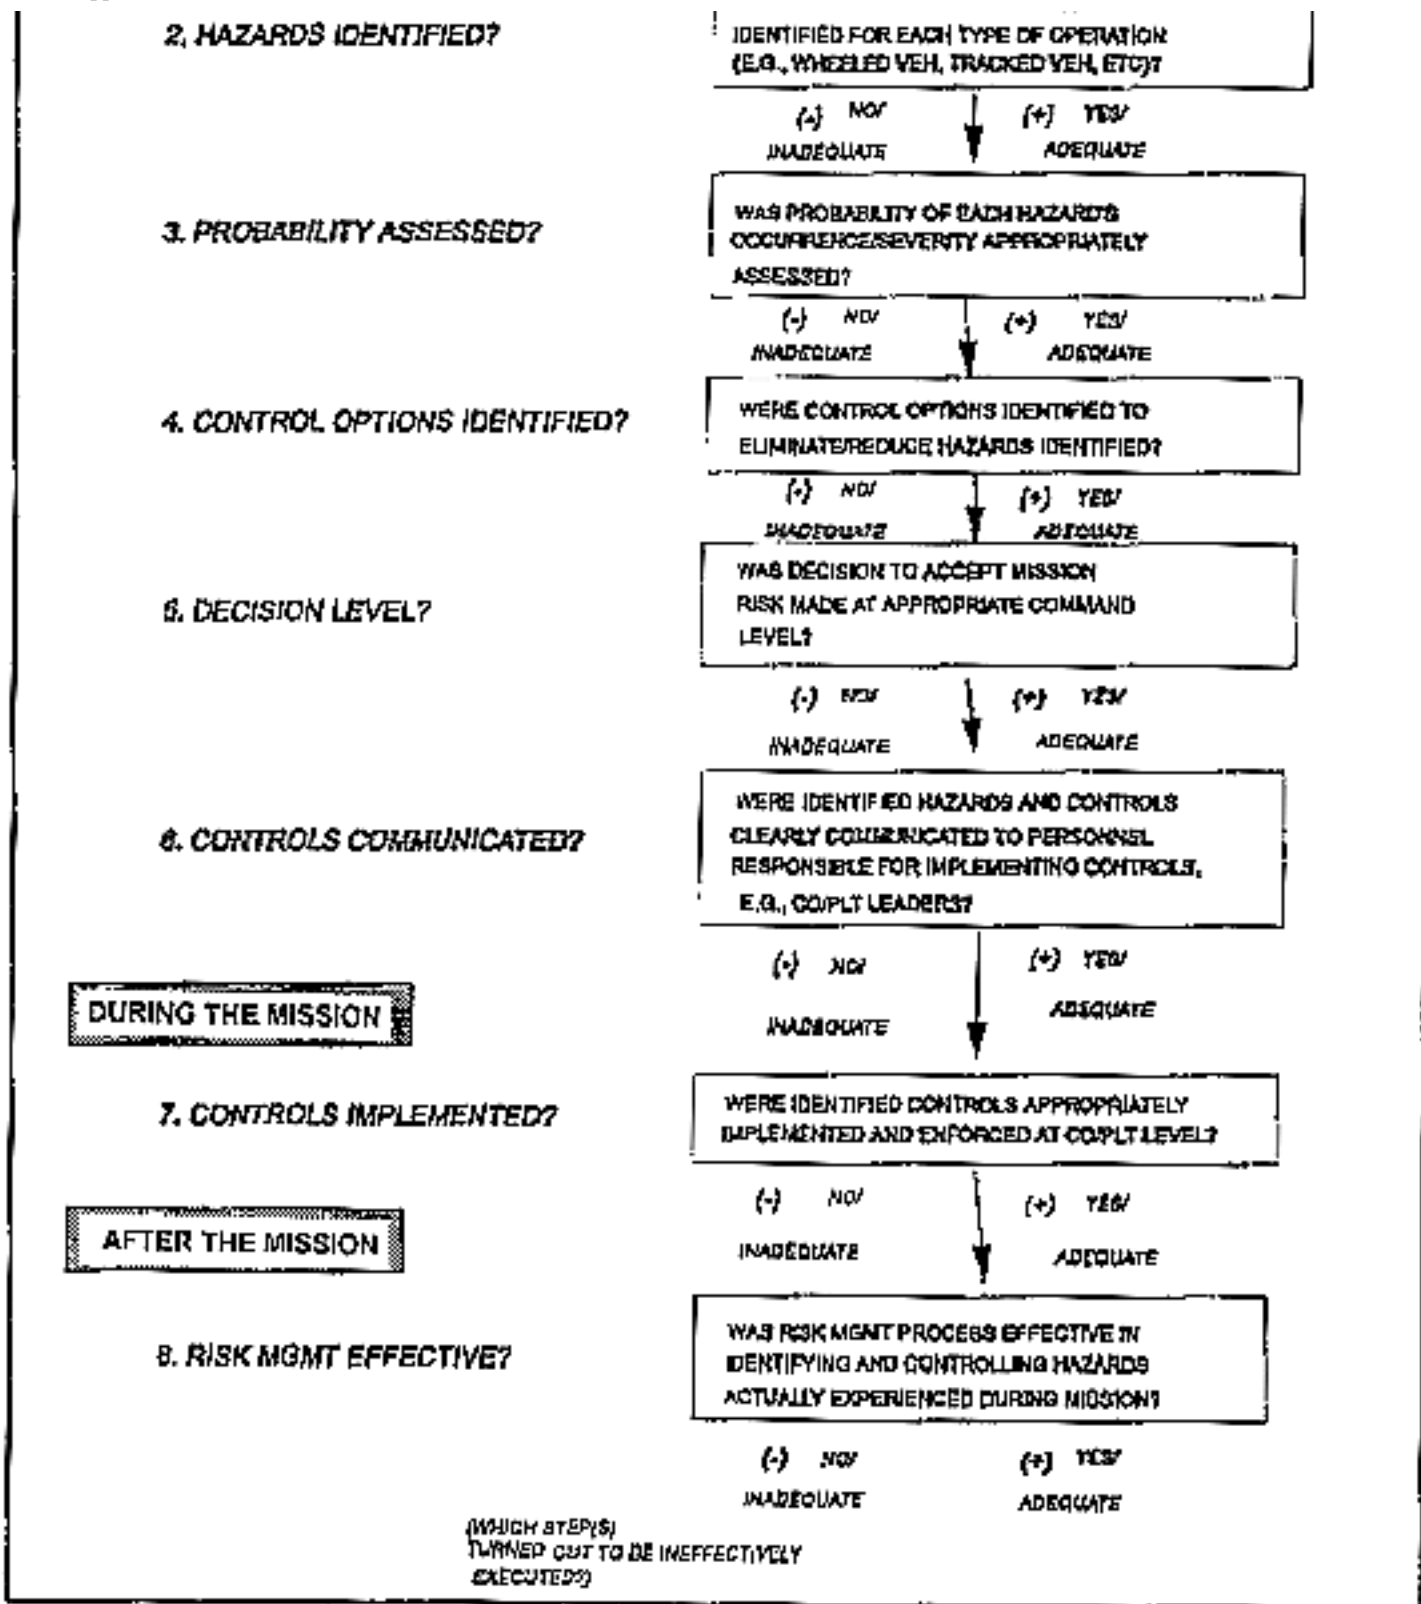 2. HAZARDS IDENTIFIED?
IDENTIFIED FOR EACH TYPE OF OPERATION
(E.G., WHEELED VEH, TRACKED VEH, ETC)?
(-) NO/ (+) YES/
INADEQUATE ADEQUATE
3. PROBABILITY ASSESSED?
WAS PROBABILITY OF EACH HAZARD'S
OCCURRENCE/SEVERITY APPROPRIATELY
ASSESSED?
(-) NO/ (+) YES/
INADEQUATE ADEQUATE
4. CONTROL OPTIONS IDENTIFIED?
WERE CONTROL OPTIONS IDENTIFIED TO
ELIMINATE/REDUCE HAZARDS IDENTIFIED?
(-) NO/ (+) YES/
INADEQUATE ADEQUATE
5. DECISION LEVEL?
WAS DECISION TO ACCEPT MISSION
RISK MADE AT APPROPRIATE COMMAND
LEVEL?
(-) NO/ (+) YES/
INADEQUATE ADEQUATE
6. CONTROLS COMMUNICATED?
WERE IDENTIFIED HAZARDS AND CONTROLS
CLEARLY COMMUNICATED TO PERSONNEL
RESPONSIBLE FOR IMPLEMENTING CONTROLS,
E.G., CO/PLT LEADERS?
(-) NO/ (+) YES/
INADEQUATE ADEQUATE
DURING THE MISSION
7. CONTROLS IMPLEMENTED?
WERE IDENTIFIED CONTROLS APPROPRIATELY
IMPLEMENTED AND ENFORCED AT CO/PLT LEVEL?
(-) NO/ (+) YES/
INADEQUATE ADEQUATE
AFTER THE MISSION
8. RISK MGMT EFFECTIVE?
WAS RISK MGMT PROCESS EFFECTIVE IN
IDENTIFYING AND CONTROLLING HAZARDS
ACTUALLY EXPERIENCED DURING MISSION?
(-) NO/ (+) YES/
INADEQUATE ADEQUATE
(WHICH STEP(S)
TURNED OUT TO BE INEFFECTIVELY
EXECUTED?)